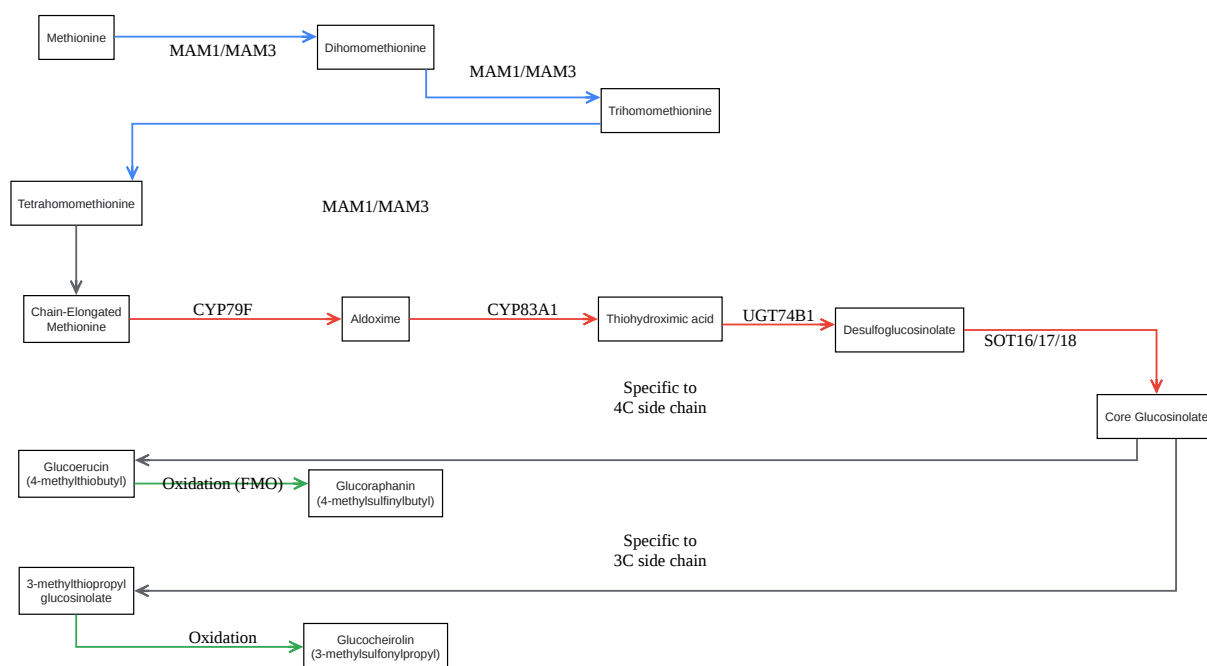 Methionine
MAM1/MAM3
Dihomomethionine
MAM1/MAM3
Trihomomethionine
Tetrahomomethionine
MAM1/MAM3
Chain-Elongated
Methionine
CYP79F
Aldoxime
CYP83A1
Thiohydroximic acid
UGT74B1
Desulfoglucosinolate
SOT16/17/18
Specific to
4C side chain
Core Glucosinolate
Glucoerucin
(4-methylthiobutyl)
Oxidation (FMO)
Glucoraphanin
(4-methylsulfinylbutyl)
Specific to
3C side chain
3-methylthiopropyl
glucosinolate
Oxidation
Glucocheirolin
(3-methylsulfonylpropyl)